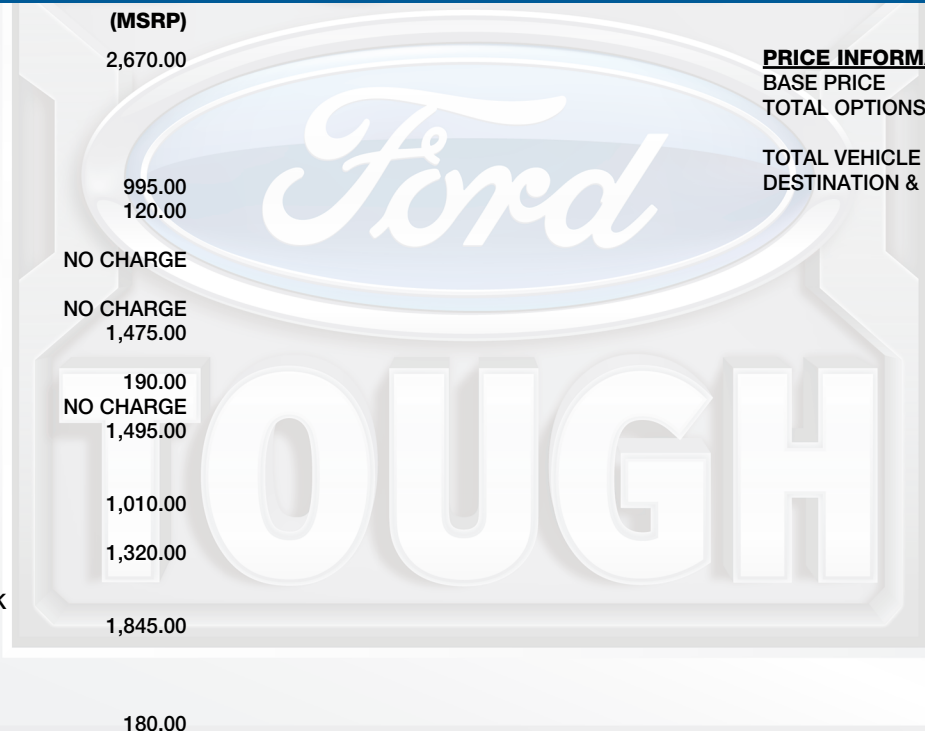 (MSRP)
2,670.00
995.00
120.00
NO CHARGE
NO CHARGE
1,475.00
190.00
NO CHARGE
1,495.00
1,010.00
1,320.00
K
1,845.00
180.00
PRICE INFORMA
BASE PRICE
TOTAL OPTIONS
TOTAL VEHICLE
DESTINATION &
Ford
TOUGH